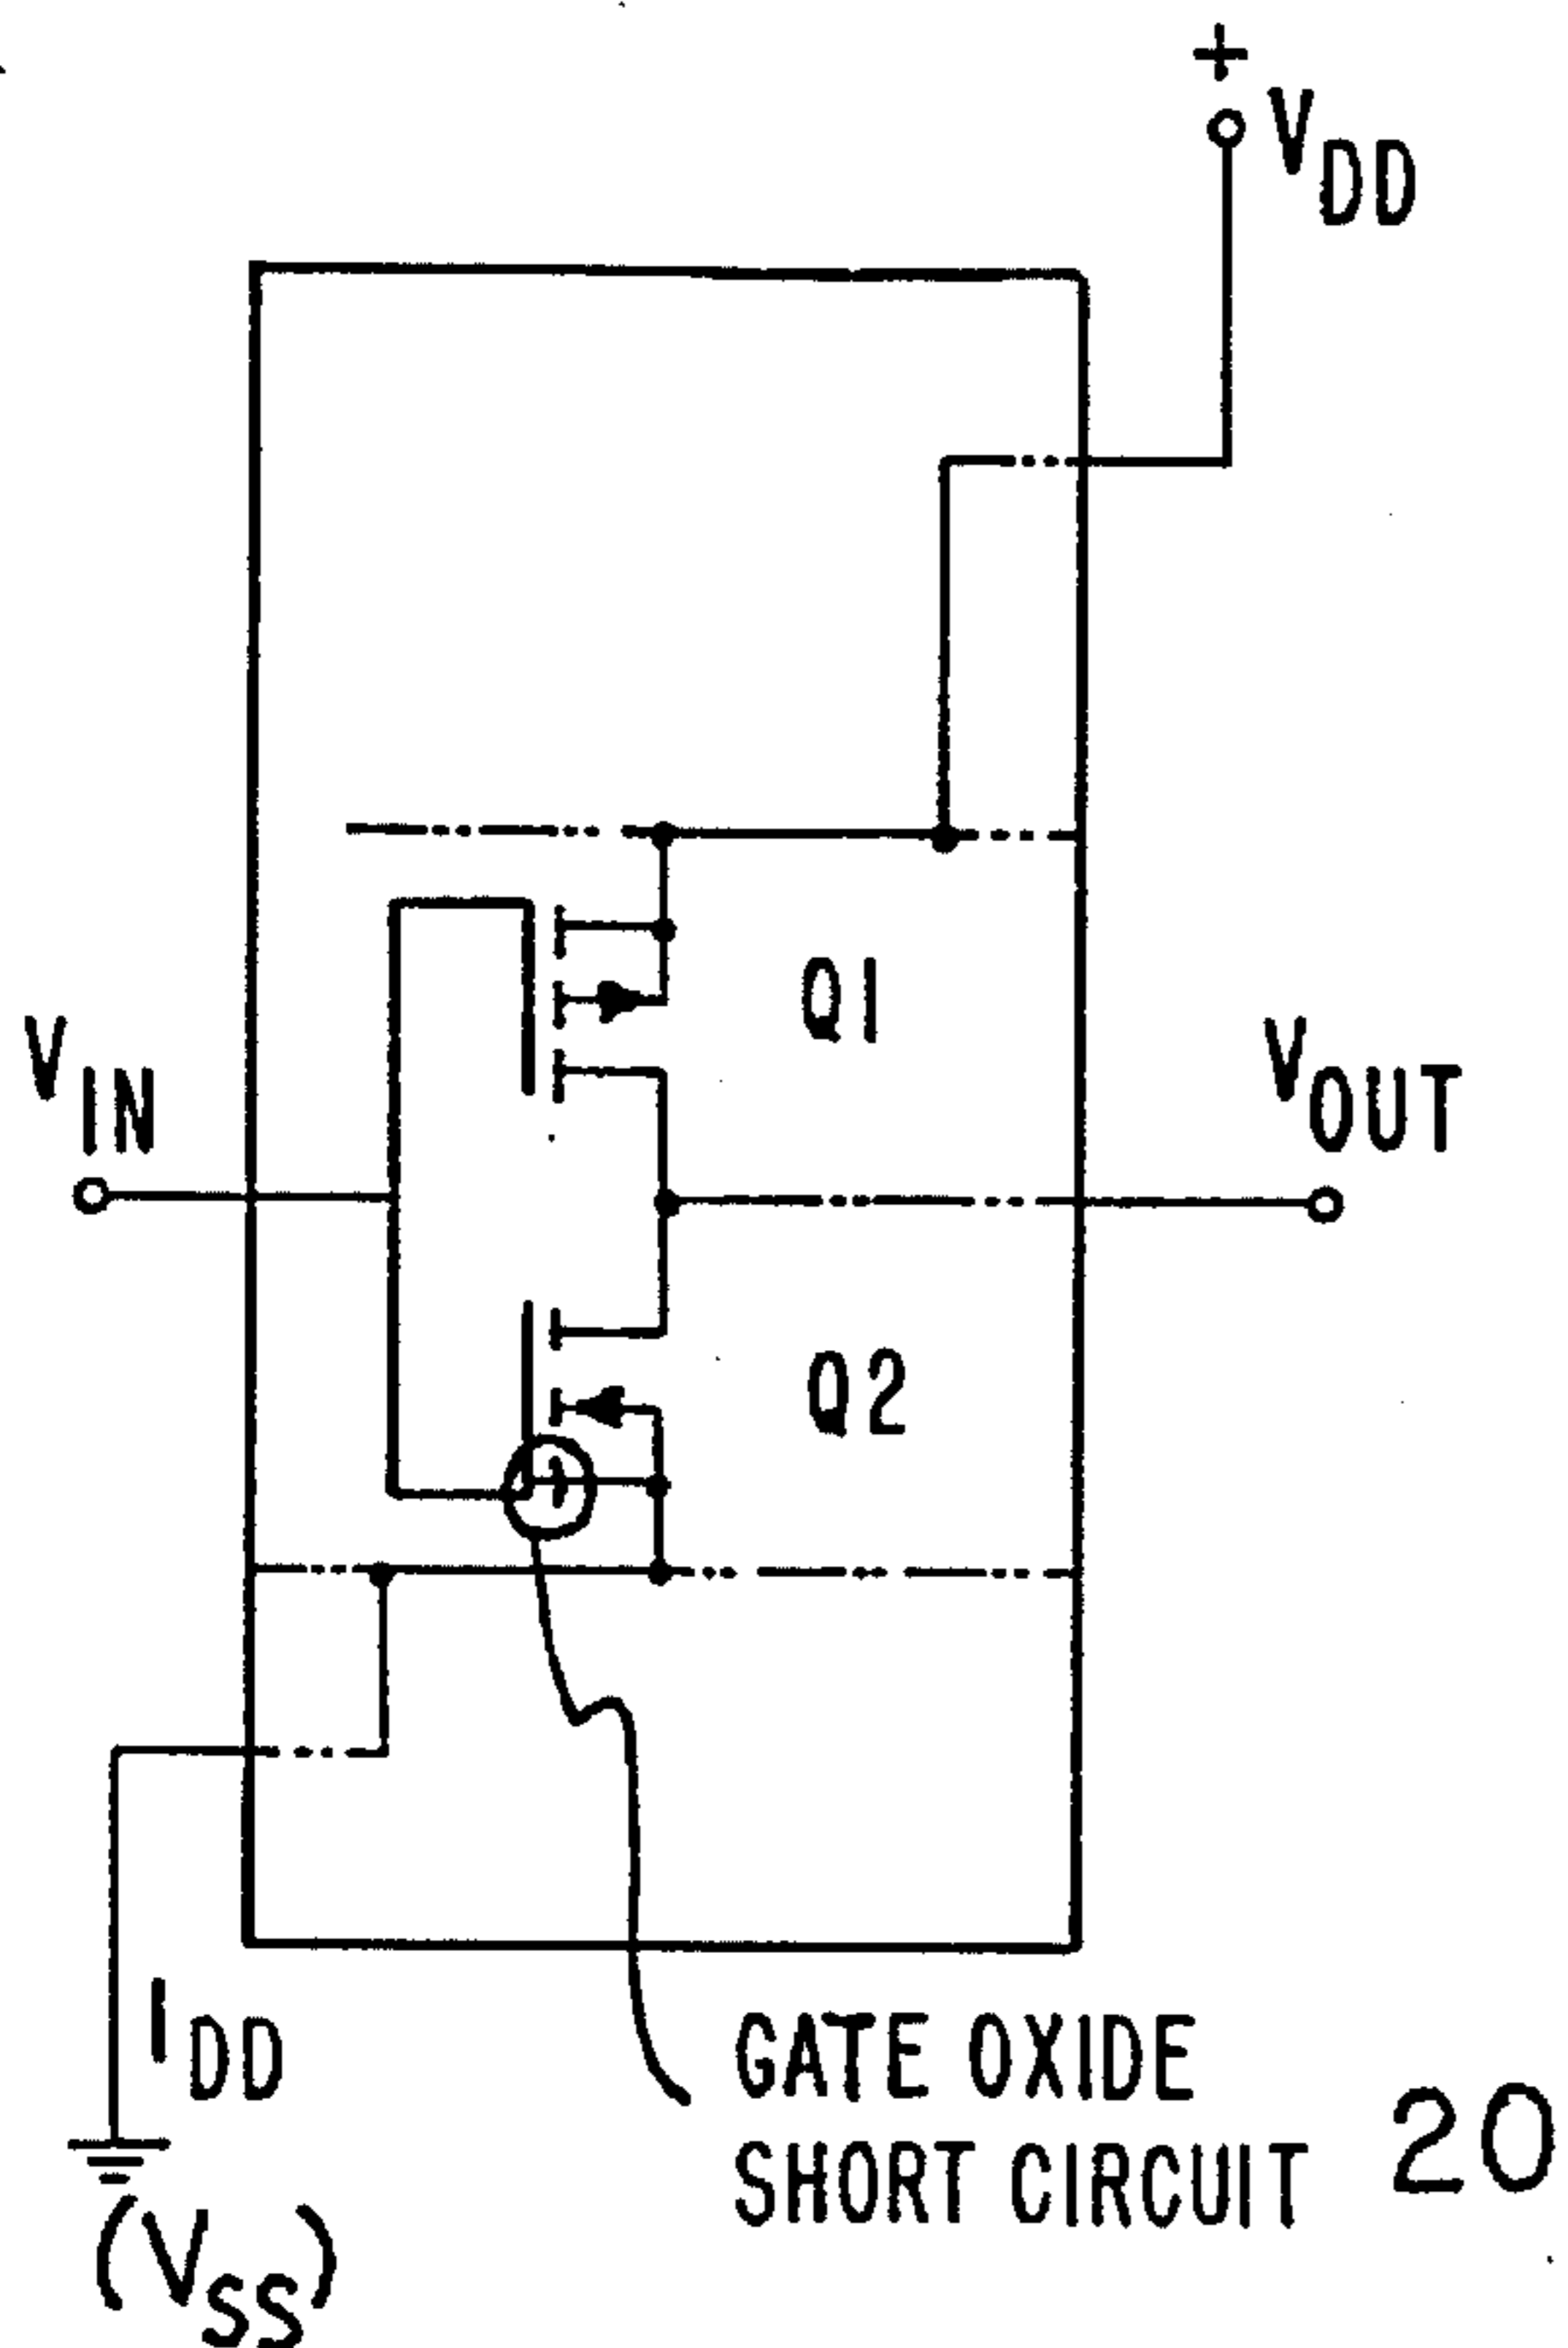 +
VDD
Q1
VIN
VOUT
Q2
IDD
GATE OXIDE
SHORT CIRCUIT
20
(VSS)